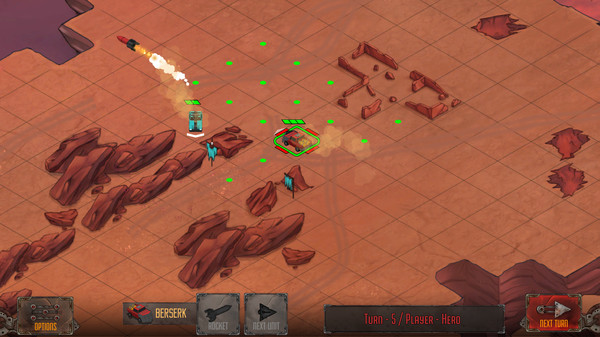 OPTIONS
BERSERK
ROCKET
NEXT UNIT
TURN - 5 / PLAYER - HERO
NEXT TURN